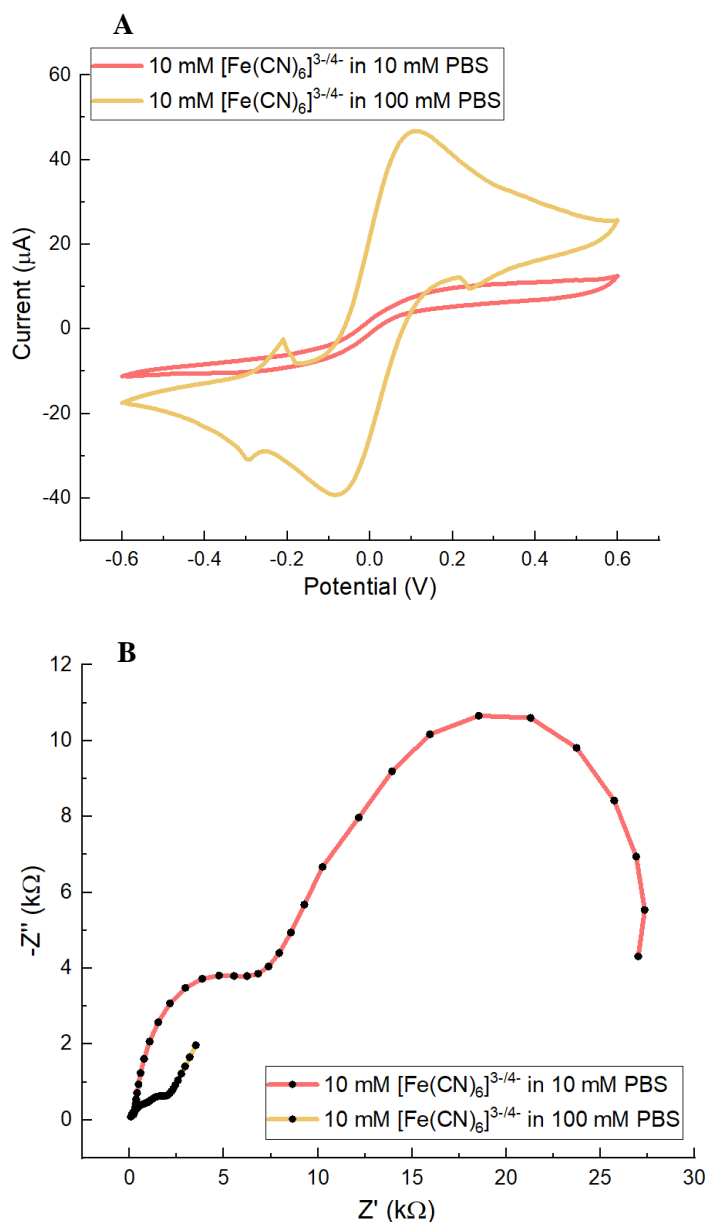 A
10 mM [Fe(CN)6]3-/4- in 10 mM PBS
10 mM [Fe(CN)6]3-/4- in 100 mM PBS
60
40
20
0
-20
-40
Current (μA)
-0.6 -0.4 -0.2 0.0 0.2 0.4 0.6
Potential (V)
B
12
10
8
6
4
2
0
-Z'' (kΩ)
10 mM [Fe(CN)6]3-/4- in 10 mM PBS
10 mM [Fe(CN)6]3-/4- in 100 mM PBS
0 5 10 15 20 25 30
Z' (kΩ)